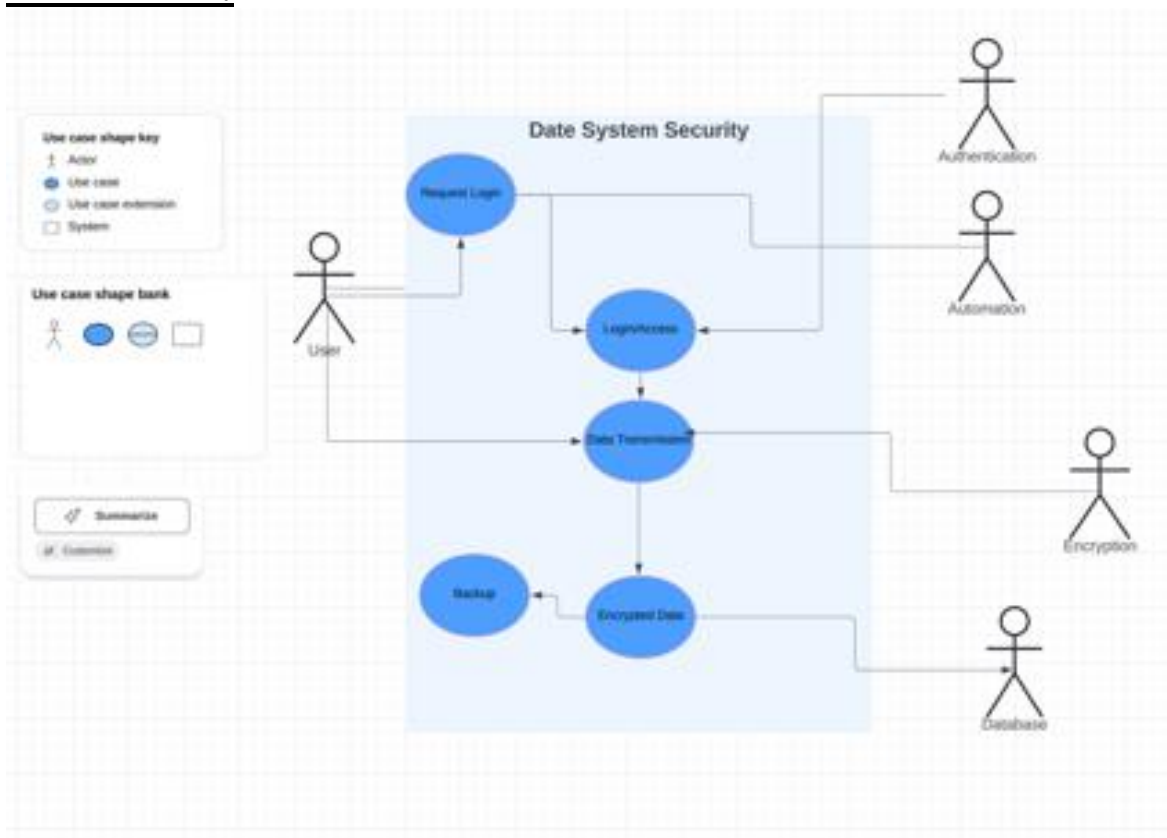 Date System Security
Use case shape key
Actor
Use case
Use case extension
System
Use case shape bank
Summarize
Customize
User
Request Login
Login/Access
Data Transmission
Backup
Encrypted Data
Authentication
Automation
Encryption
Database